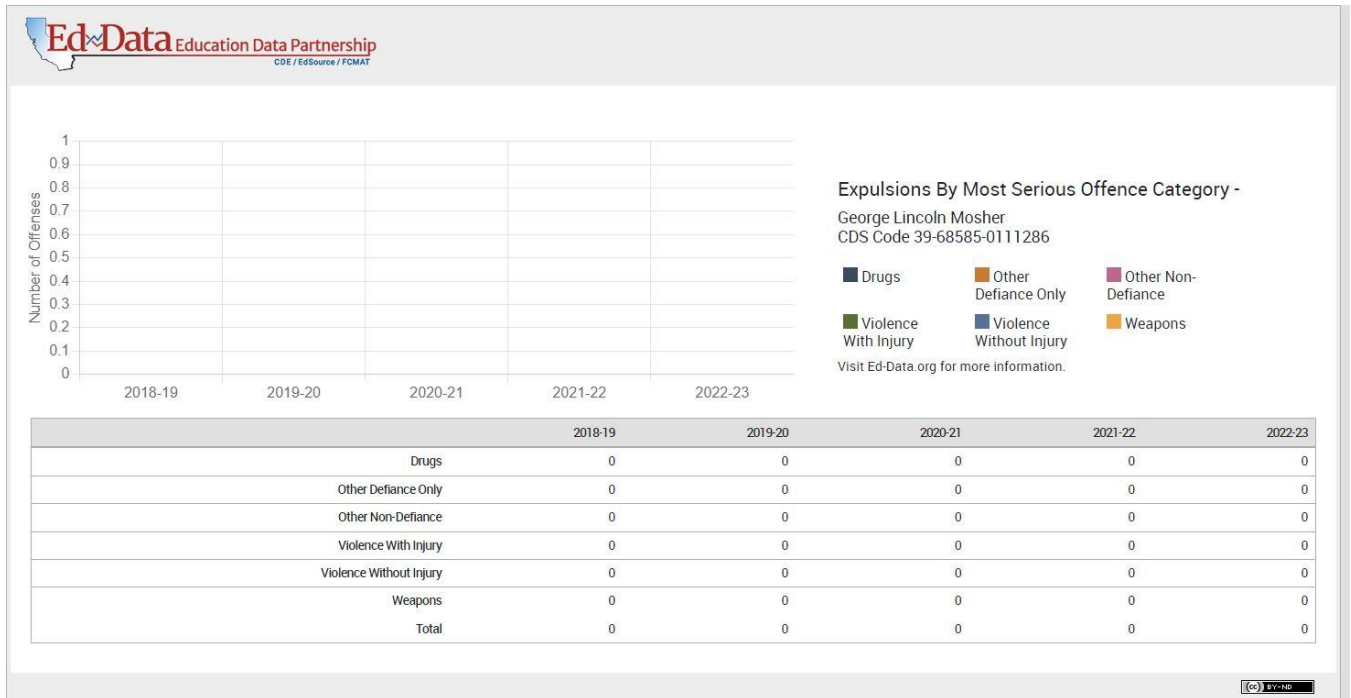 Ed Data Education Data Partnership
CDE / EdSource / FCMAT
Number of Offenses
1
0.9
0.8
0.7
0.6
0.5
0.4
0.3
0.2
0.1
0
2018-19 2019-20 2020-21 2021-22 2022-23
Expulsions By Most Serious Offence Category -
George Lincoln Mosher
CDS Code 39-68585-0111286
Drugs
Other Defiance Only
Other Non-Defiance
Violence With Injury
Violence Without Injury
Weapons
Visit Ed-Data.org for more information.
2018-19 2019-20 2020-21 2021-22 2022-23
Drugs 0 0 0 0 0
Other Defiance Only 0 0 0 0 0
Other Non-Defiance 0 0 0 0 0
Violence With Injury 0 0 0 0 0
Violence Without Injury 0 0 0 0 0
Weapons 0 0 0 0 0
Total 0 0 0 0 0
cc BY-ND